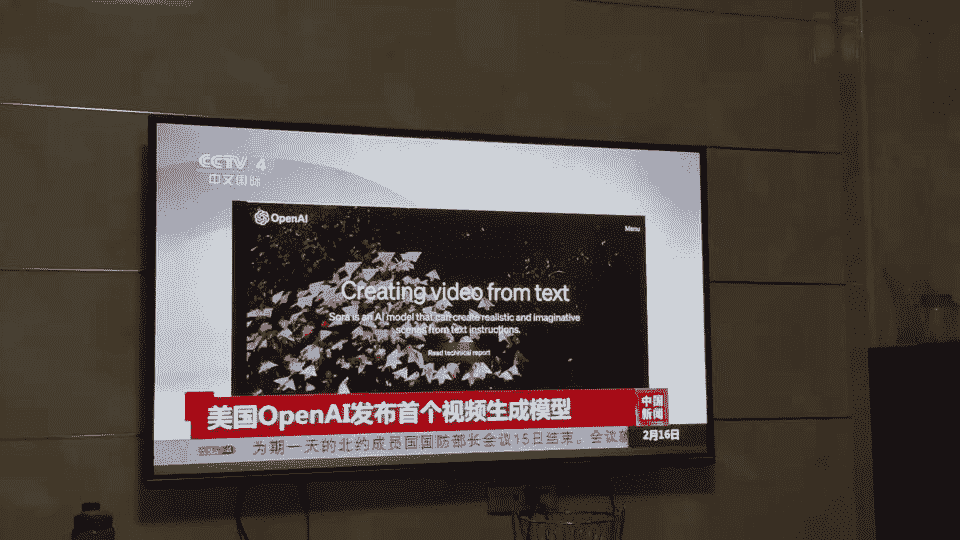 CCTV 4
中文国际
OpenAI
Menu
Creating video from text
Sora is an AI model that can create realistic and imaginative
scenes from text instructions.
Read technical report
美国OpenAI发布首个视频生成模型
中国
新闻
为期一天的北约成员国国防部长会议15日结束。会议
2月16日